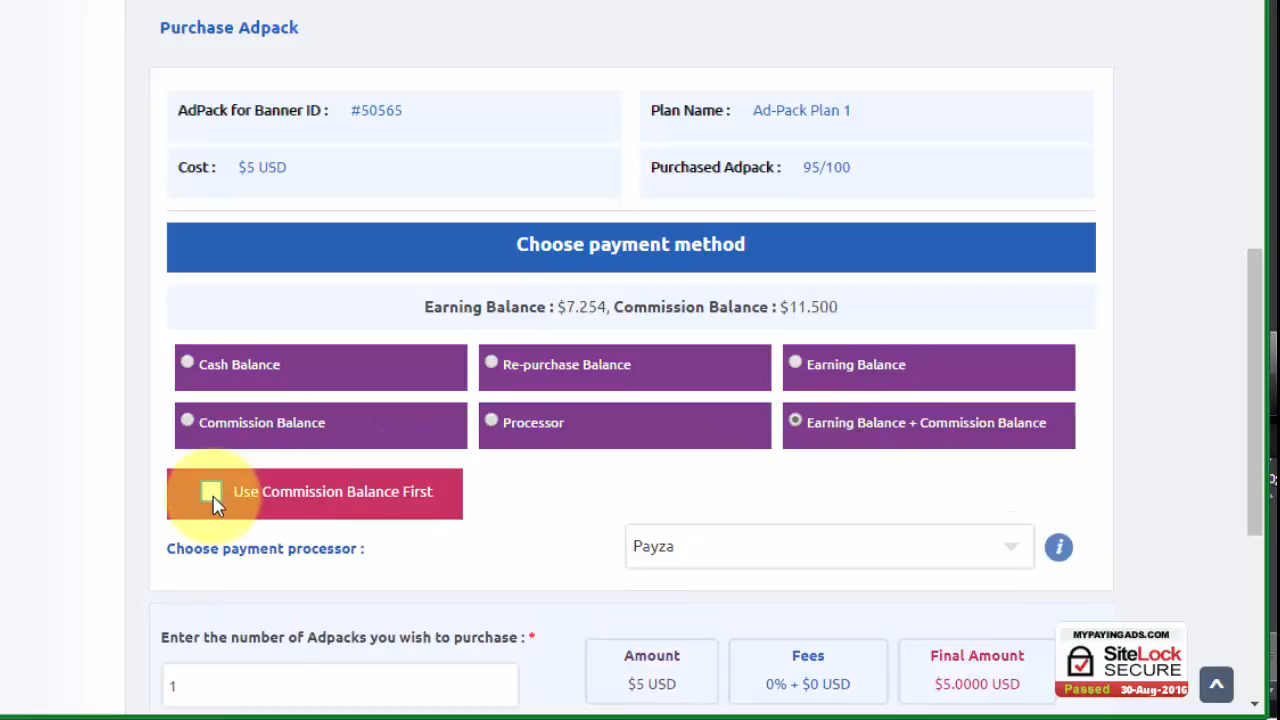 Purchase Adpack
AdPack for Banner ID : #50565
Plan Name : Ad-Pack Plan 1
Cost : $5 USD
Purchased Adpack : 95/100
Choose payment method
Earning Balance : $7.254, Commission Balance : $11.500
Cash Balance
Re-purchase Balance
Earning Balance
Commission Balance
Processor
Earning Balance + Commission Balance
Use Commission Balance First
Choose payment processor :
Payza
i
Enter the number of Adpacks you wish to purchase : *
1
Amount
$5 USD
Fees
0% + $0 USD
Final Amount
$5.0000 USD
MYPAYINGADS.COM
SiteLock
SECURE
Passed 30-Aug-2016